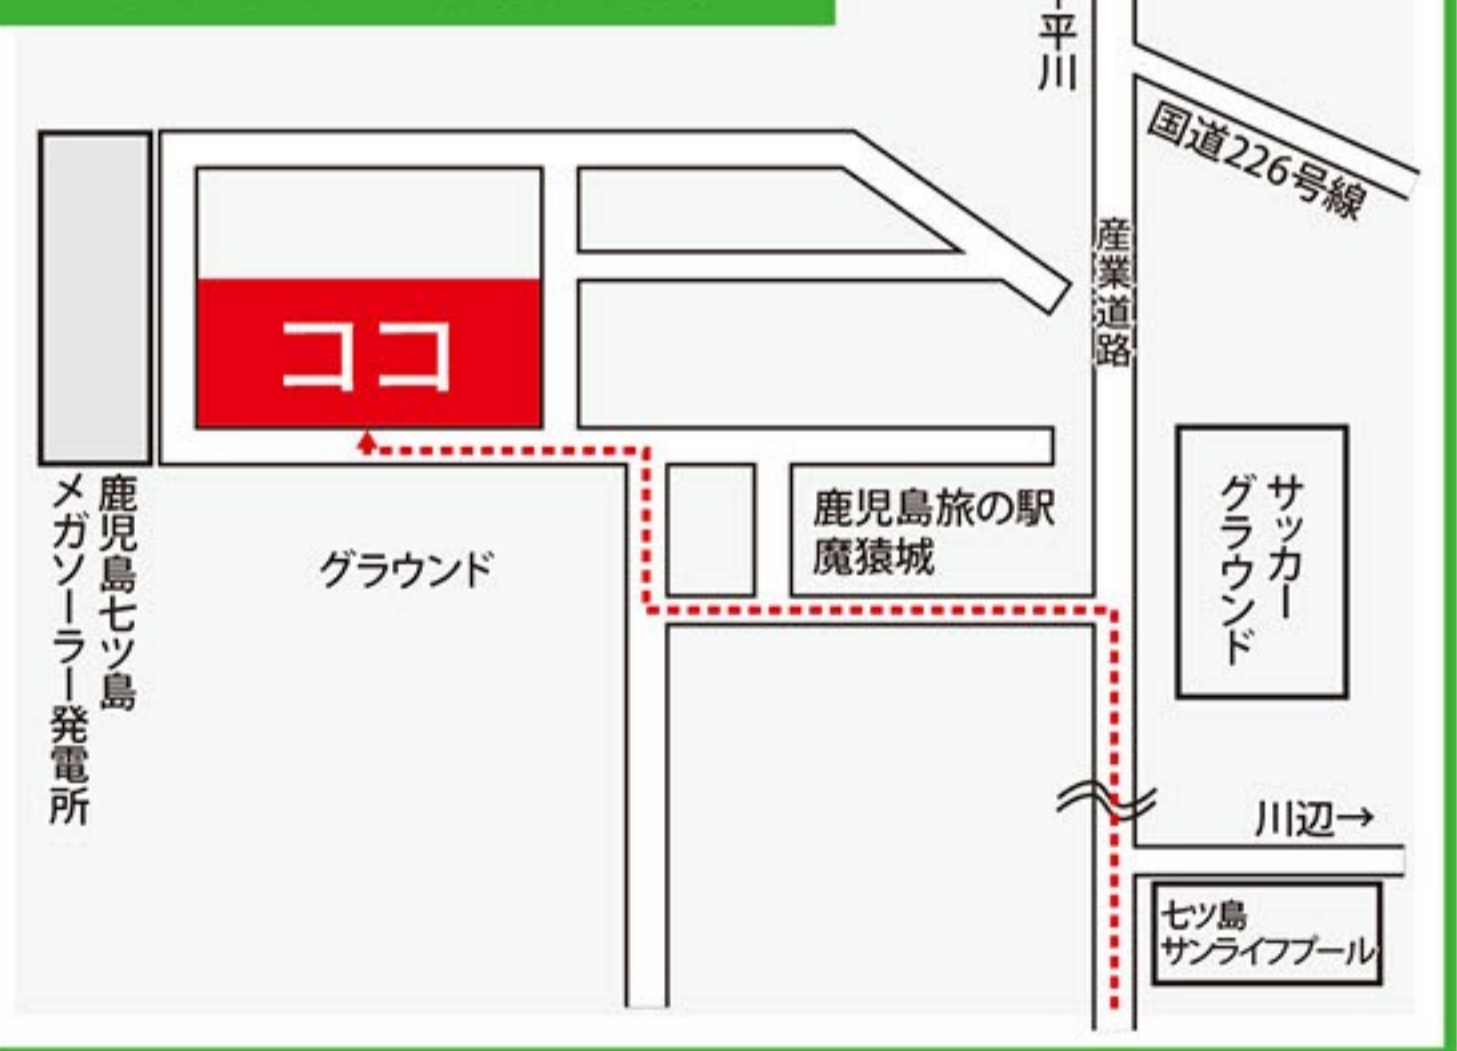 平川
国道226号線
産業道路
ココ
鹿児島七ツ島
メガソーラー発電所
グラウンド
鹿児島旅の駅
魔猿城
サッカー
グラウンド
川辺→
七ツ島
サンライフプール